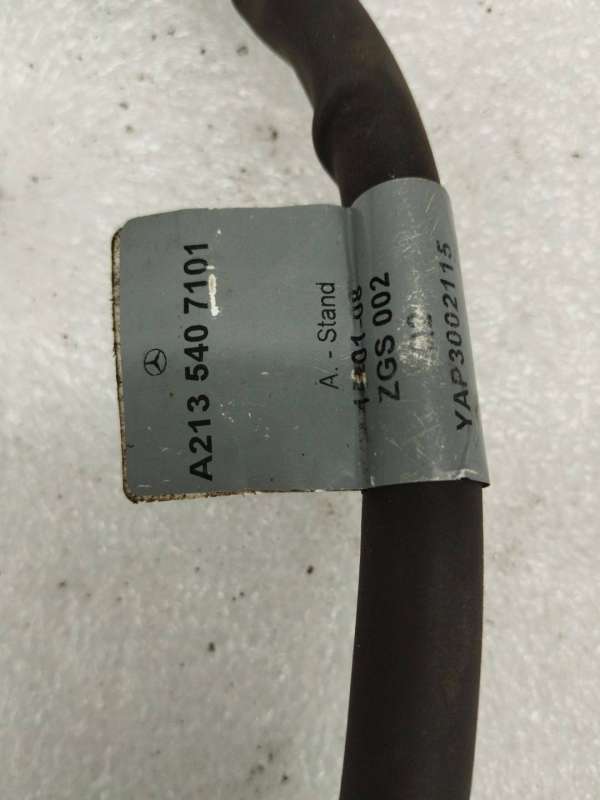 A213 540 7101
A. - Stand
ZGS 002
YAP3002115